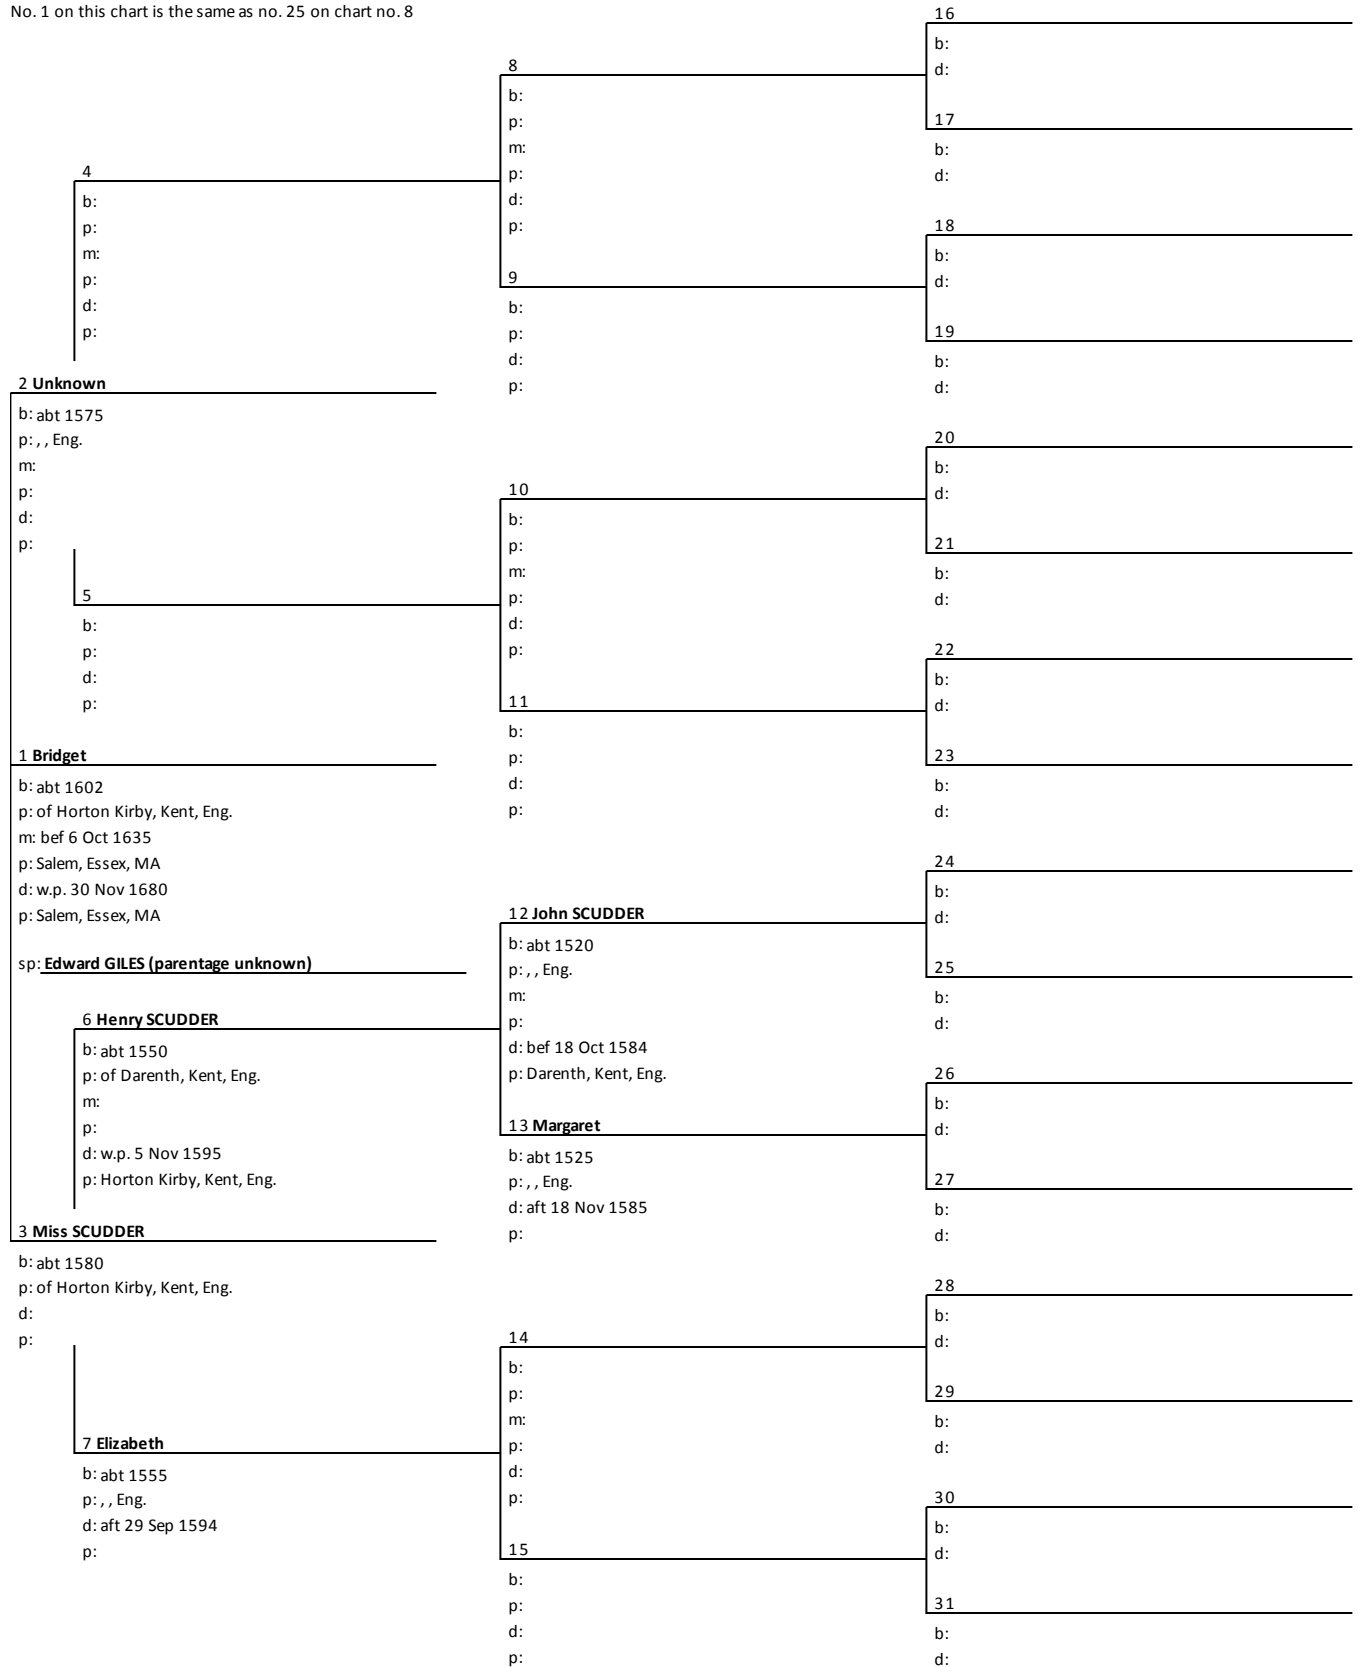 No. 1 on this chart is the same as no. 25 on chart no. 8
16
b:
d:
8
b:
p:
m:
p:
d:
p:
17
b:
d:
4
b:
p:
m:
p:
d:
p:
18
b:
d:
9
b:
p:
d:
p:
19
b:
d:
2 Unknown
b: abt 1575
p: , , Eng.
m:
p:
d:
p:
20
b:
d:
10
b:
p:
m:
p:
d:
p:
21
b:
d:
5
b:
p:
d:
p:
22
b:
d:
11
b:
p:
d:
p:
23
b:
d:
1 Bridget
b: abt 1602
p: of Horton Kirby, Kent, Eng.
m: bef 6 Oct 1635
p: Salem, Essex, MA
d: w.p. 30 Nov 1680
p: Salem, Essex, MA
sp: Edward GILES (parentage unknown)
24
b:
d:
12 John SCUDDER
b: abt 1520
p: , , Eng.
m:
p:
d: bef 18 Oct 1584
p: Darenth, Kent, Eng.
25
b:
d:
6 Henry SCUDDER
b: abt 1550
p: of Darenth, Kent, Eng.
m:
p:
d: w.p. 5 Nov 1595
p: Horton Kirby, Kent, Eng.
26
b:
d:
13 Margaret
b: abt 1525
p: , , Eng.
d: aft 18 Nov 1585
p:
27
b:
d:
3 Miss SCUDDER
b: abt 1580
p: of Horton Kirby, Kent, Eng.
d:
p:
28
b:
d:
14
b:
p:
m:
p:
d:
p:
29
b:
d:
7 Elizabeth
b: abt 1555
p: , , Eng.
d: aft 29 Sep 1594
p:
30
b:
d:
15
b:
p:
d:
p:
31
b:
d: